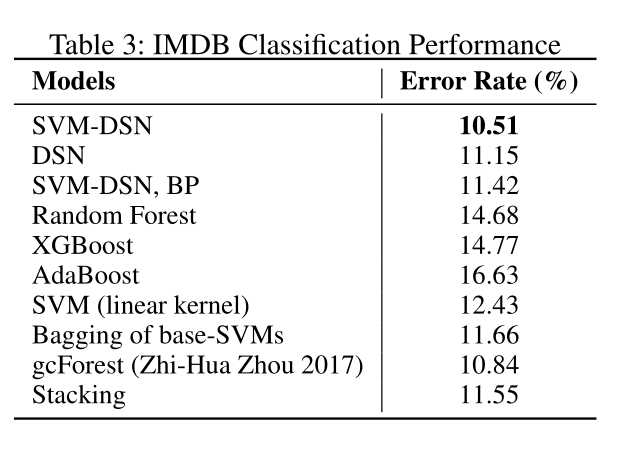 Table 3: IMDB Classification Performance
Models Error Rate (%)
SVM-DSN 10.51
DSN 11.15
SVM-DSN, BP 11.42
Random Forest 14.68
XGBoost 14.77
AdaBoost 16.63
SVM (linear kernel) 12.43
Bagging of base-SVMs 11.66
gcForest (Zhi-Hua Zhou 2017) 10.84
Stacking 11.55